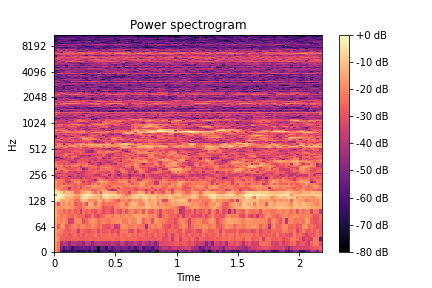 Power spectrogram
Hz
8192
4096
2048
1024
512
256
128
64
0
0
0.5
1
1.5
2
Time
+0 dB
-10 dB
-20 dB
-30 dB
-40 dB
-50 dB
-60 dB
-70 dB
-80 dB